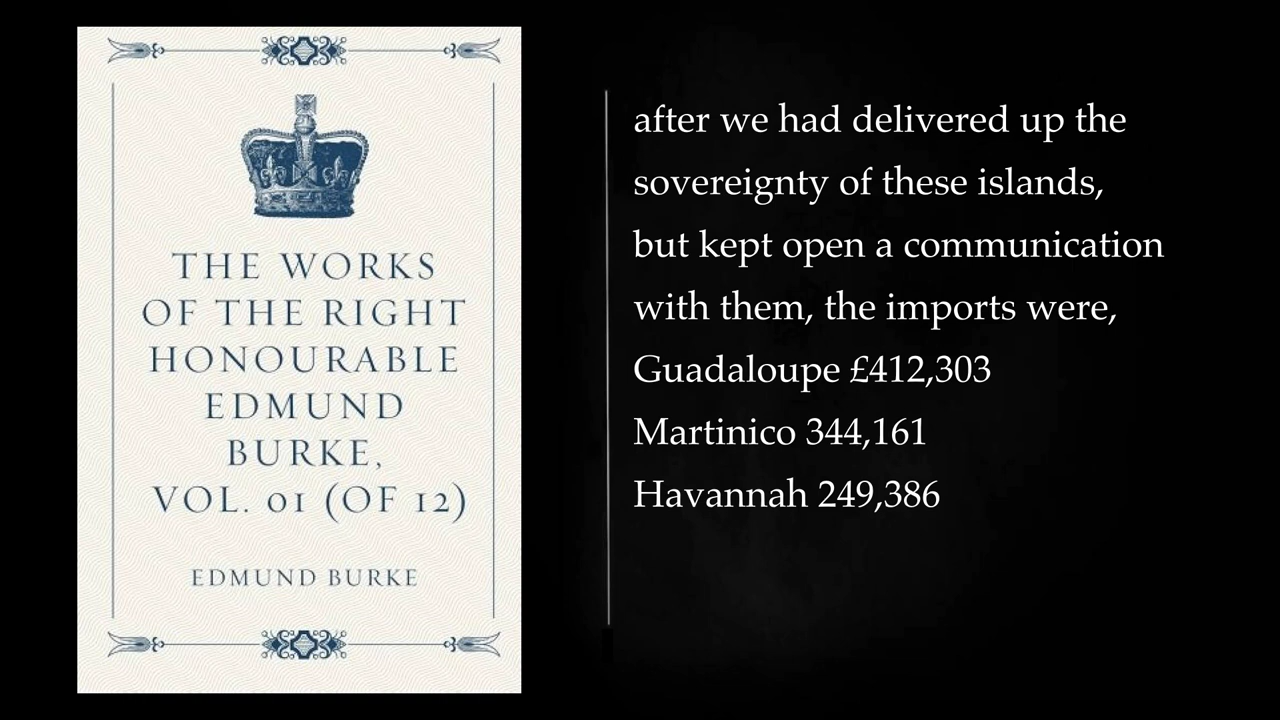 THE WORKS
OF THE RIGHT
HONOURABLE
EDMUND
BURKE,
VOL. 01 (OF 12)
EDMUND BURKE
after we had delivered up the
sovereignty of these islands,
but kept open a communication
with them, the imports were,
Guadaloupe £412,303
Martinico 344,161
Havannah 249,386